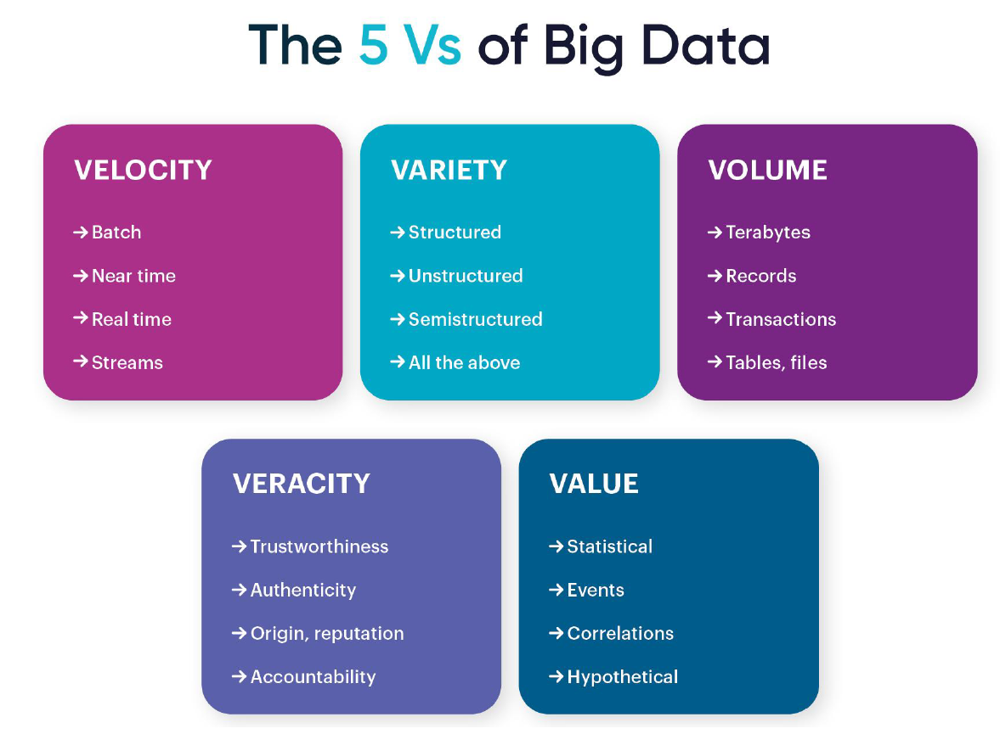 The 5 Vs of Big Data
VELOCITY
→ Batch
→ Near time
→ Real time
→ Streams
VARIETY
→ Structured
→ Unstructured
→ Semistructured
→ All the above
VOLUME
→ Terabytes
→ Records
→ Transactions
→ Tables, files
VERACITY
→ Trustworthiness
→ Authenticity
→ Origin, reputation
→ Accountability
VALUE
→ Statistical
→ Events
→ Correlations
→ Hypothetical